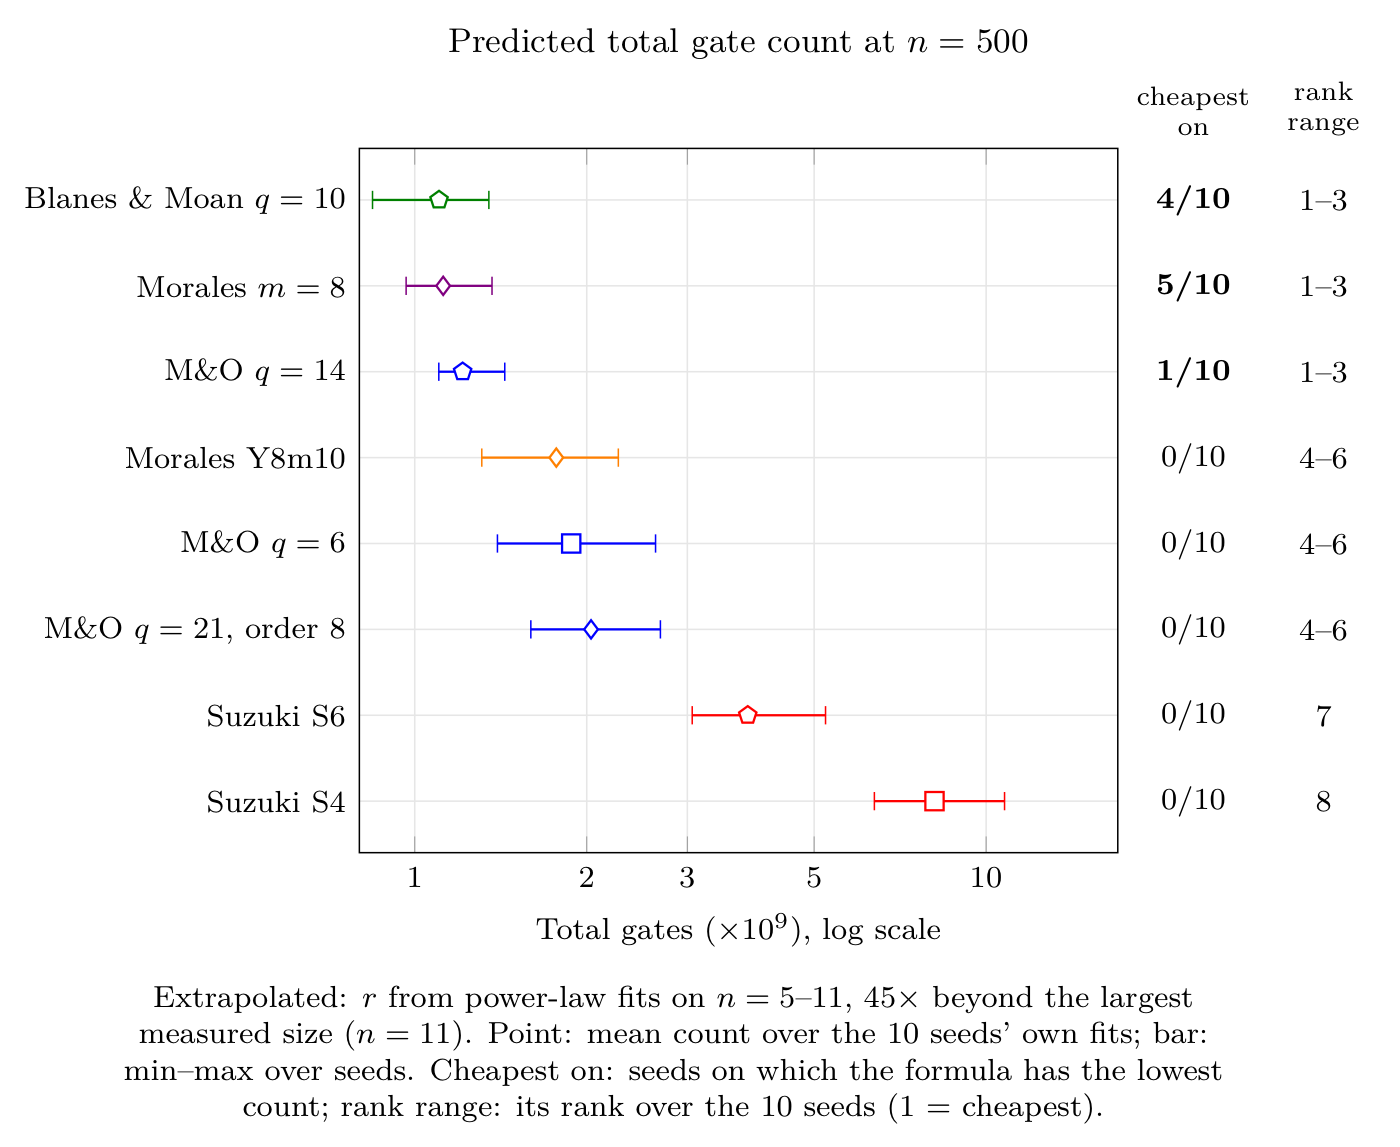 Predicted total gate count at n = 500
cheapest on
rank range
Blanes & Moan q = 10 4/10 1–3
Morales m = 8 5/10 1–3
M&O q = 14 1/10 1–3
Morales Y8m10 0/10 4–6
M&O q = 6 0/10 4–6
M&O q = 21, order 8 0/10 4–6
Suzuki S6 0/10 7
Suzuki S4 0/10 8
1 2 3 5 10
Total gates (×10⁹), log scale
Extrapolated: r from power-law fits on n = 5–11, 45× beyond the largest
measured size (n = 11). Point: mean count over the 10 seeds’ own fits; bar:
min–max over seeds. Cheapest on: seeds on which the formula has the lowest
count; rank range: its rank over the 10 seeds (1 = cheapest).